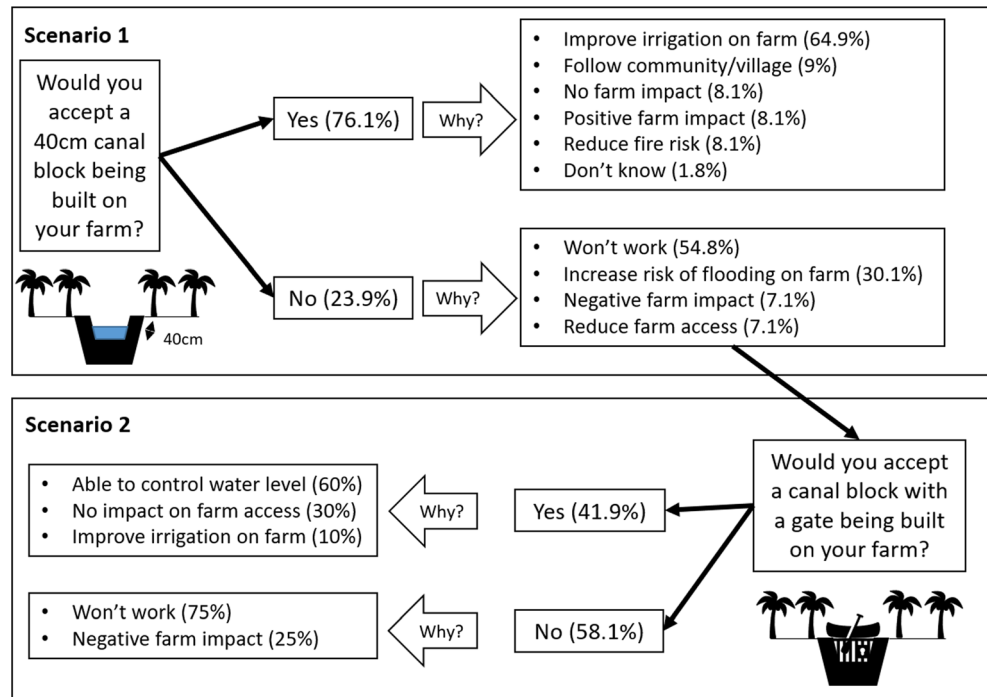 Scenario 1
Would you
accept a
40cm canal
block being
built on
your farm?
40cm
Yes (76.1%)
Why?
• Improve irrigation on farm (64.9%)
• Follow community/village (9%)
• No farm impact (8.1%)
• Positive farm impact (8.1%)
• Reduce fire risk (8.1%)
• Don’t know (1.8%)
No (23.9%)
Why?
• Won’t work (54.8%)
• Increase risk of flooding on farm (30.1%)
• Negative farm impact (7.1%)
• Reduce farm access (7.1%)
Scenario 2
Would you accept
a canal block with
a gate being built
on your farm?
Yes (41.9%)
Why?
• Able to control water level (60%)
• No impact on farm access (30%)
• Improve irrigation on farm (10%)
No (58.1%)
Why?
• Won’t work (75%)
• Negative farm impact (25%)